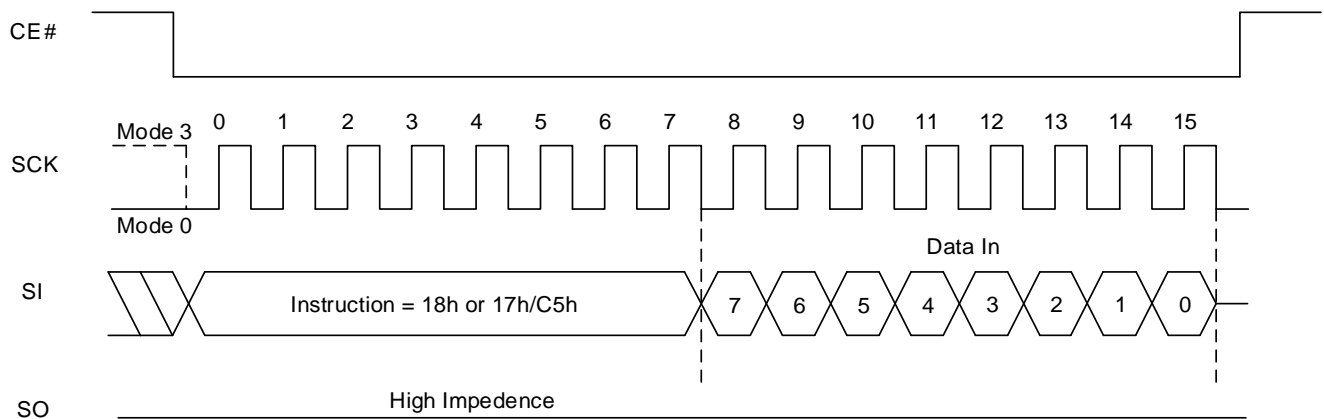 CE#
Mode 3
0 1 2 3 4 5 6 7 8 9 10 11 12 13 14 15
SCK
Mode 0
Data In
SI
Instruction = 18h or 17h/C5h
7 6 5 4 3 2 1 0
High Impedence
SO